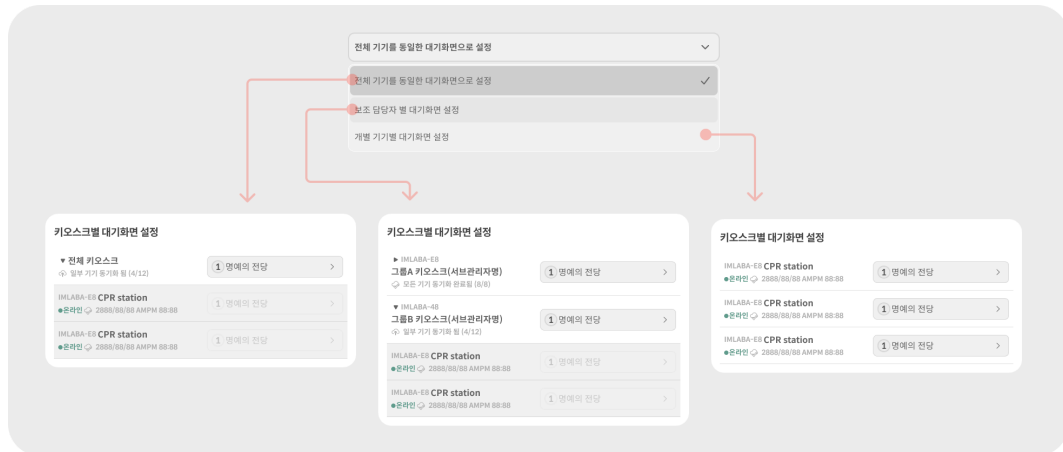 전체 기기를 동일한 대기화면으로 설정
전체 기기를 동일한 대기화면으로 설정
보조 담당자 별 대기화면 설정
개별 기기별 대기화면 설정
키오스크별 대기화면 설정
▼ 전체 키오스크
일부 기기 동기화 됨 (4/12)
1 명예의 전당
IMLABA-E8 CPR station
온라인 2888/88/88 AMPM 88:88
1 명예의 전당
IMLABA-E8 CPR station
온라인 2888/88/88 AMPM 88:88
1 명예의 전당
키오스크별 대기화면 설정
▶ IMLABA-E8
그룹A 키오스크(서브관리자명)
모든 기기 동기화 완료됨 (8/8)
1 명예의 전당
▼ IMLABA-48
그룹B 키오스크(서브관리자명)
일부 기기 동기화 됨 (4/12)
1 명예의 전당
IMLABA-E8 CPR station
온라인 2888/88/88 AMPM 88:88
1 명예의 전당
IMLABA-E8 CPR station
온라인 2888/88/88 AMPM 88:88
1 명예의 전당
키오스크별 대기화면 설정
IMLABA-E8 CPR station
온라인 2888/88/88 AMPM 88:88
1 명예의 전당
IMLABA-E8 CPR station
온라인 2888/88/88 AMPM 88:88
1 명예의 전당
IMLABA-E8 CPR station
온라인 2888/88/88 AMPM 88:88
1 명예의 전당